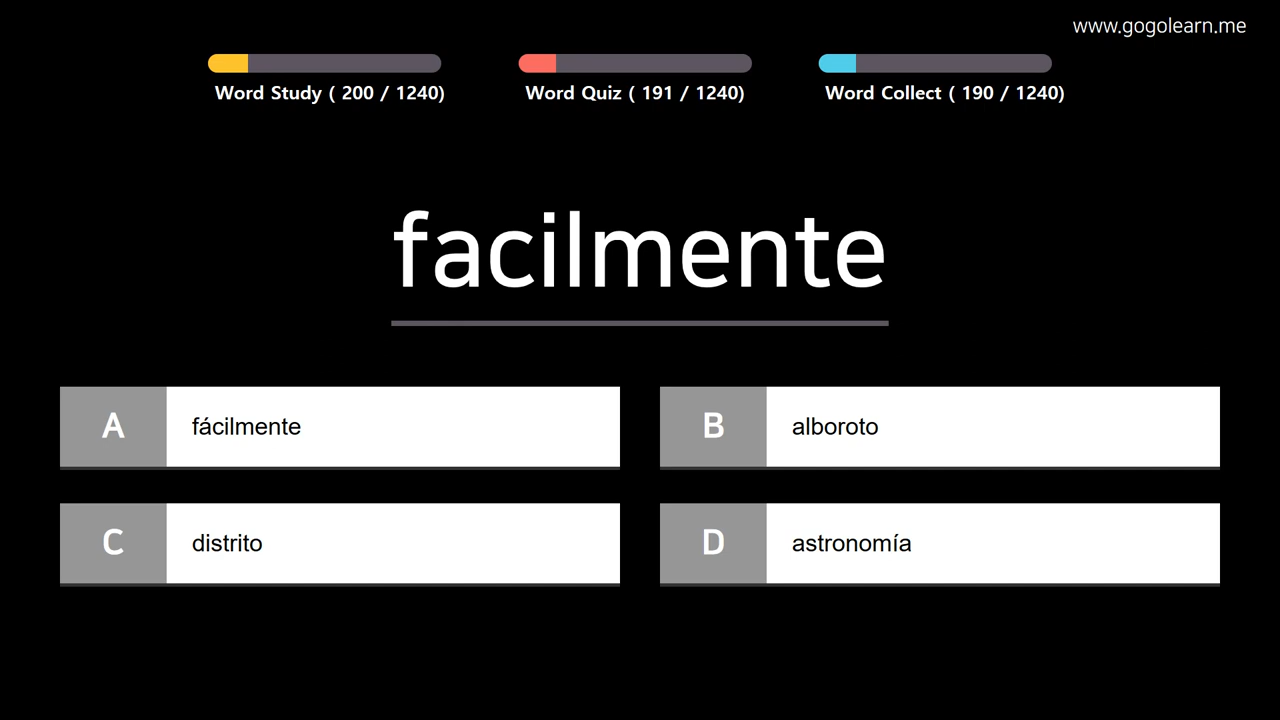 www.gogolearn.me
Word Study ( 200 / 1240)
Word Quiz ( 191 / 1240)
Word Collect ( 190 / 1240)
facilmente
A fácilmente
B alboroto
C distrito
D astronomía